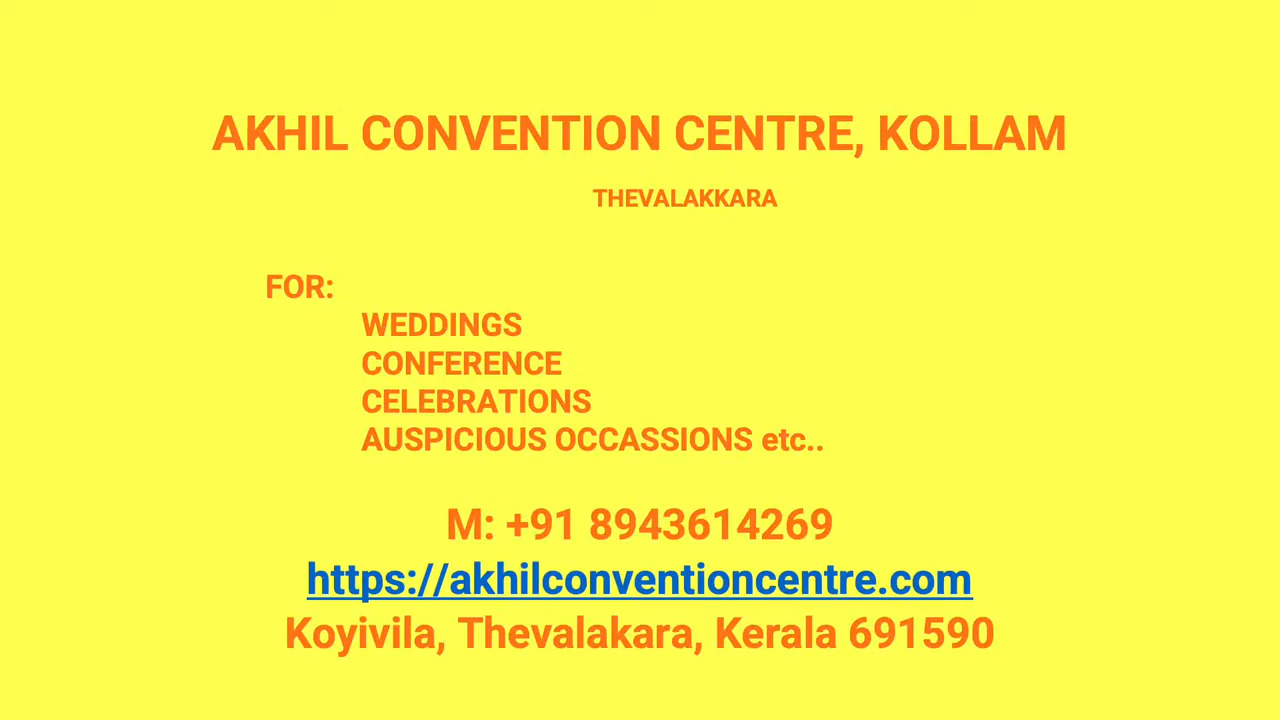 AKHIL CONVENTION CENTRE, KOLLAM
THEVALAKKARA
FOR:
WEDDINGS
CONFERENCE
CELEBRATIONS
AUSPICIOUS OCCASSIONS etc..
M: +91 8943614269
https://akhilconventioncentre.com
Koyivila, Thevalakara, Kerala 691590